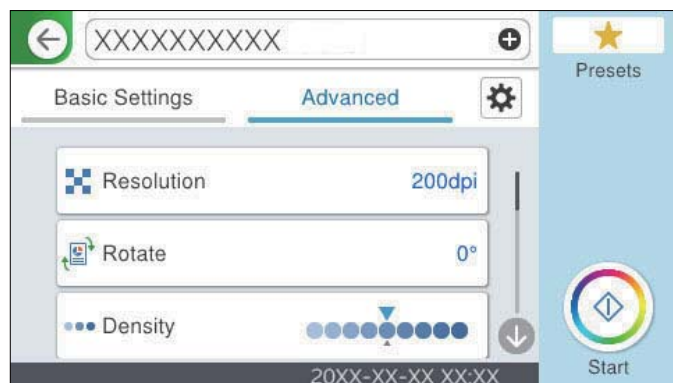 XXXXXXXXXX
Presets
Basic Settings Advanced
Resolution 200dpi
Rotate 0°
Density
Start
20XX-XX-XX XX:XX